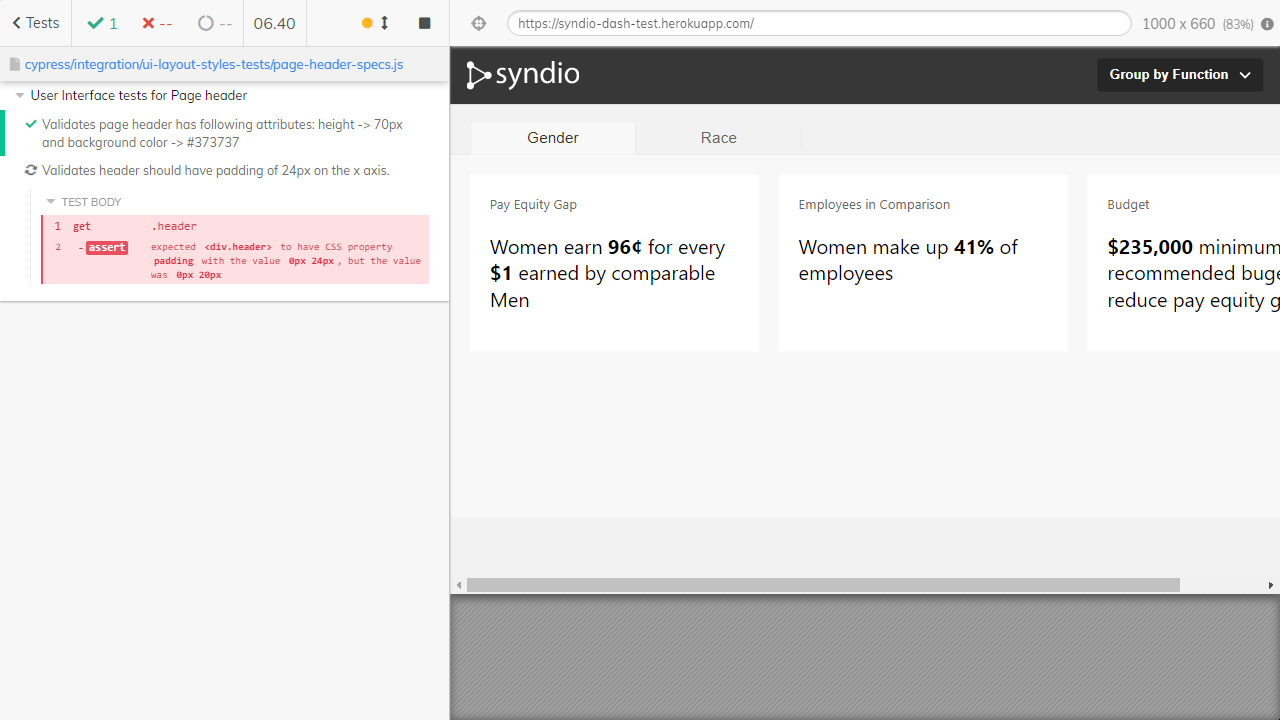 Tests
1
--
--
06.40
https://syndio-dash-test.herokuapp.com/
1000 x 660 (83%)
cypress/integration/ui-layout-styles-tests/page-header-specs.js
User Interface tests for Page header
Validates page header has following attributes: height -> 70px
and background color -> #373737
Validates header should have padding of 24px on the x axis.
TEST BODY
1 get .header
2 -assert expected <div.header> to have CSS property
padding with the value 0px 24px, but the value
was 0px 20px
syndio
Group by Function
Gender
Race
Pay Equity Gap
Women earn 96¢ for every
$1 earned by comparable
Men
Employees in Comparison
Women make up 41% of
employees
Budget
$235,000 minimum
recommended buge
reduce pay equity g